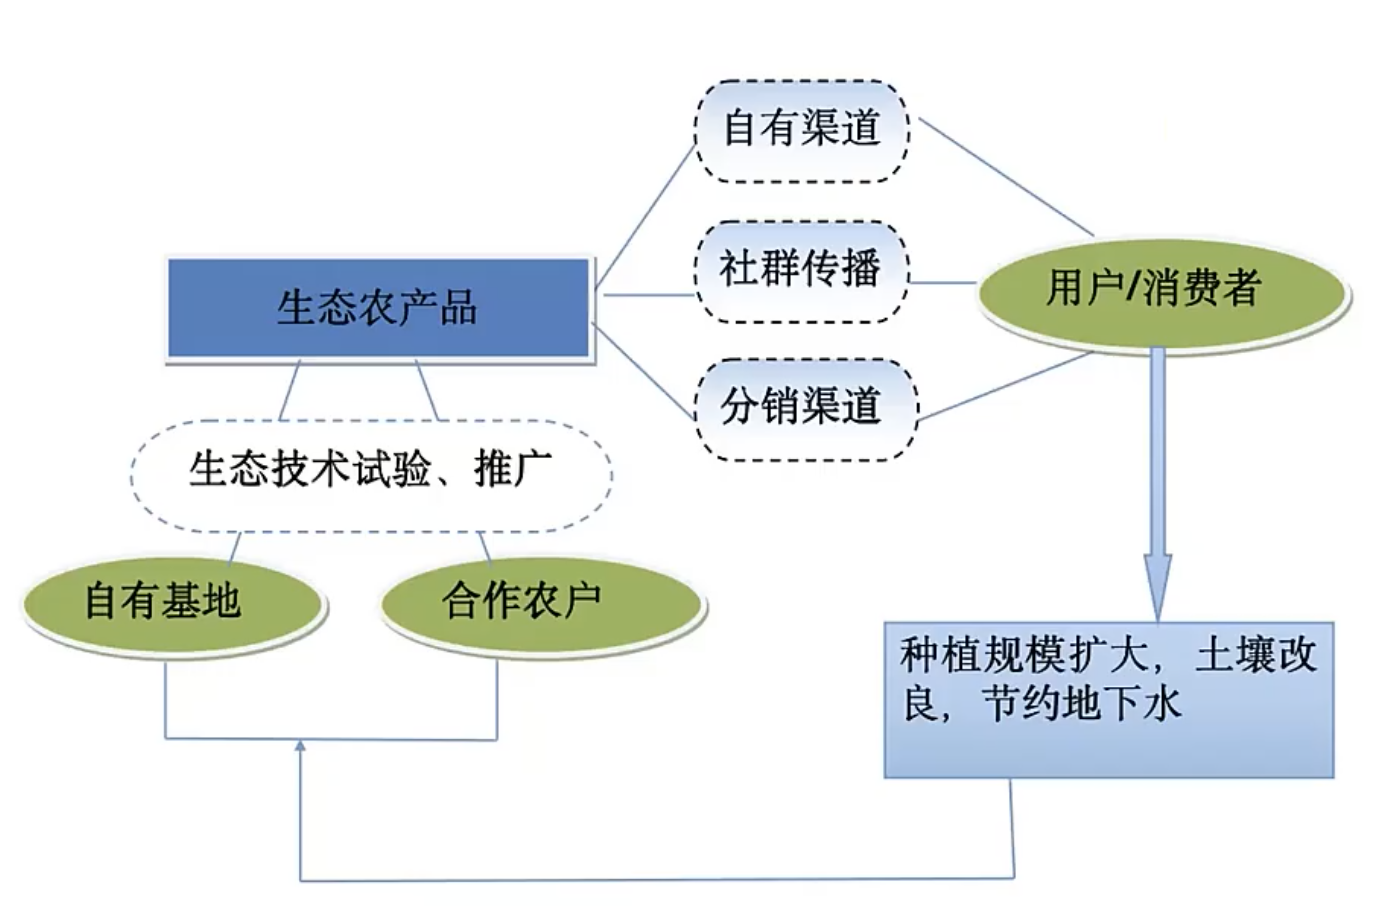 自有渠道
社群传播
用户/消费者
生态农产品
分销渠道
生态技术试验、推广
自有基地
合作农户
种植规模扩大，土壤改
良，节约地下水